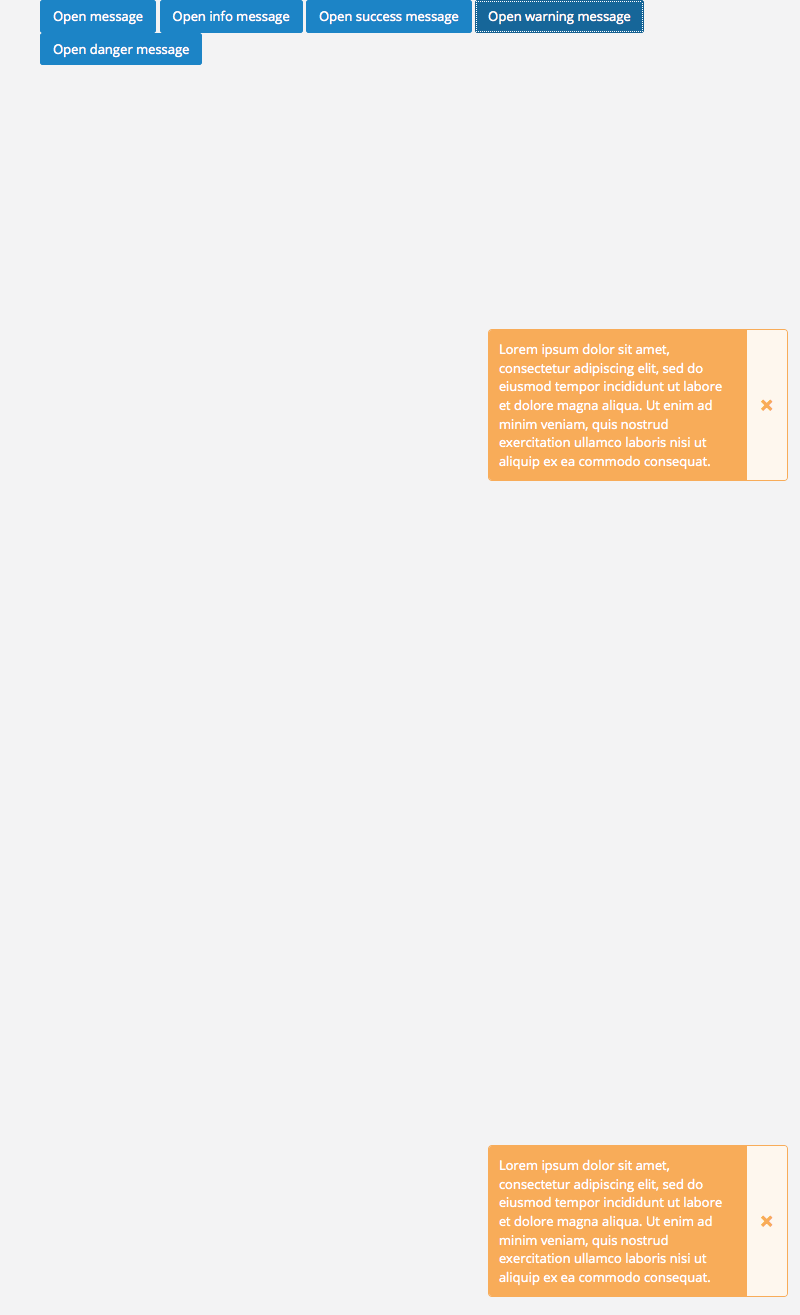 Open message Open info message Open success message Open warning message
Open danger message
Lorem ipsum dolor sit amet,
consectetur adipiscing elit, sed do
eiusmod tempor incididunt ut labore
et dolore magna aliqua. Ut enim ad
minim veniam, quis nostrud
exercitation ullamco laboris nisi ut
aliquip ex ea commodo consequat.
Lorem ipsum dolor sit amet,
consectetur adipiscing elit, sed do
eiusmod tempor incididunt ut labore
et dolore magna aliqua. Ut enim ad
minim veniam, quis nostrud
exercitation ullamco laboris nisi ut
aliquip ex ea commodo consequat.